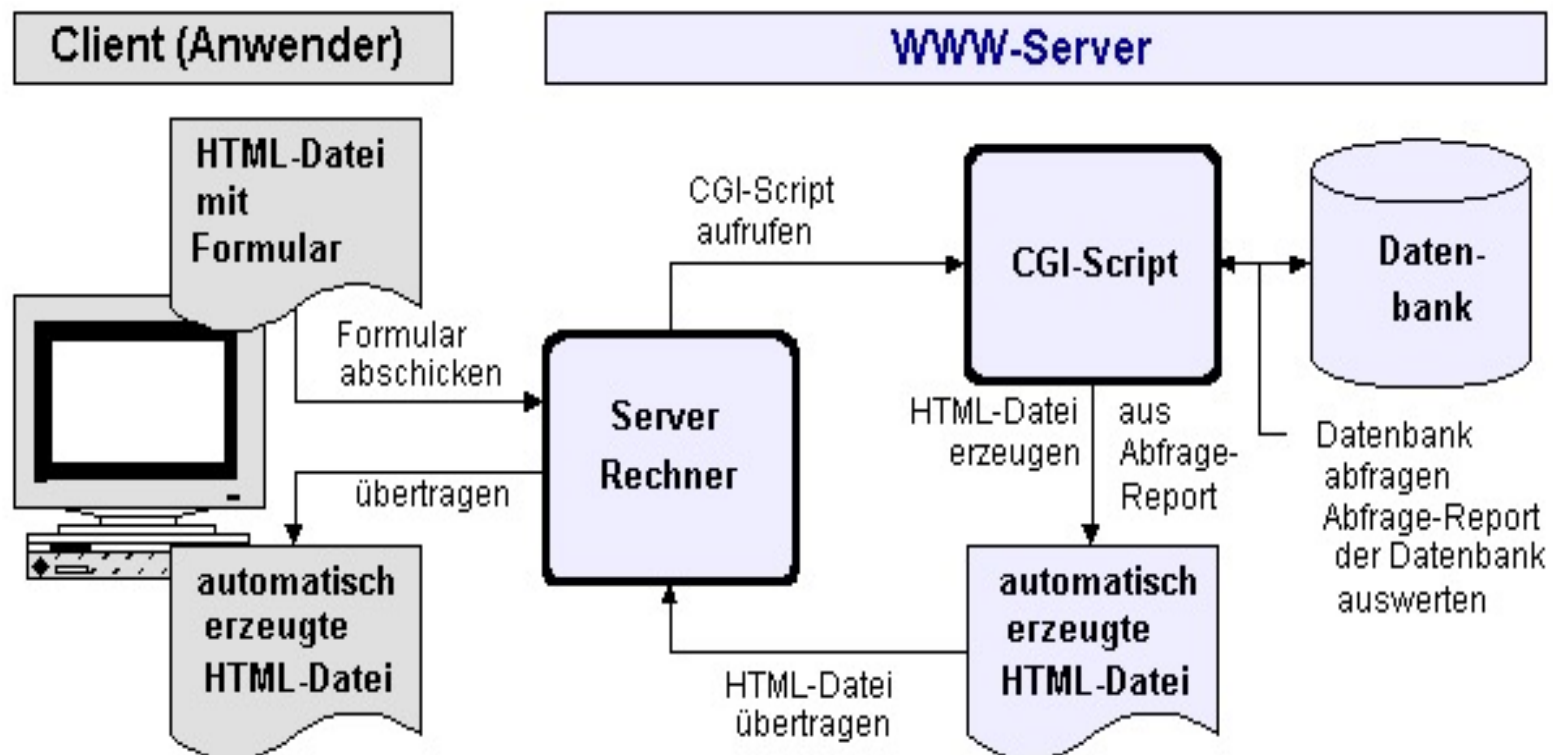 Client (Anwender)
WWW-Server
HTML-Datei
mit
Formular
Formular
abschicken
übertragen
automatisch
erzeugte
HTML-Datei
Server
Rechner
CGI-Script
aufrufen
CGI-Script
Daten-
bank
HTML-Datei
erzeugen
aus
Abfrage-
Report
Datenbank
abfragen
Abfrage-Report
der Datenbank
auswerten
automatisch
erzeugte
HTML-Datei
HTML-Datei
übertragen